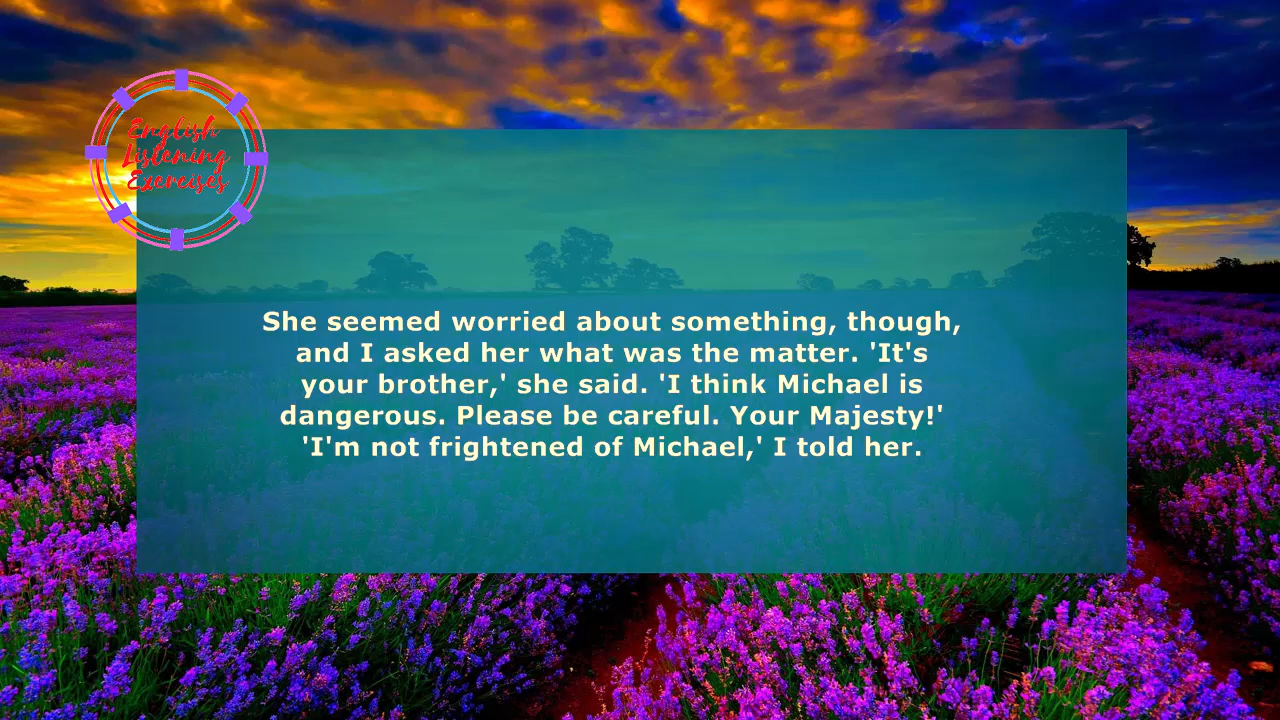 English
Listening
Exercises
She seemed worried about something, though,
and I asked her what was the matter. 'It's
your brother,' she said. 'I think Michael is
dangerous. Please be careful. Your Majesty!'
'I'm not frightened of Michael,' I told her.